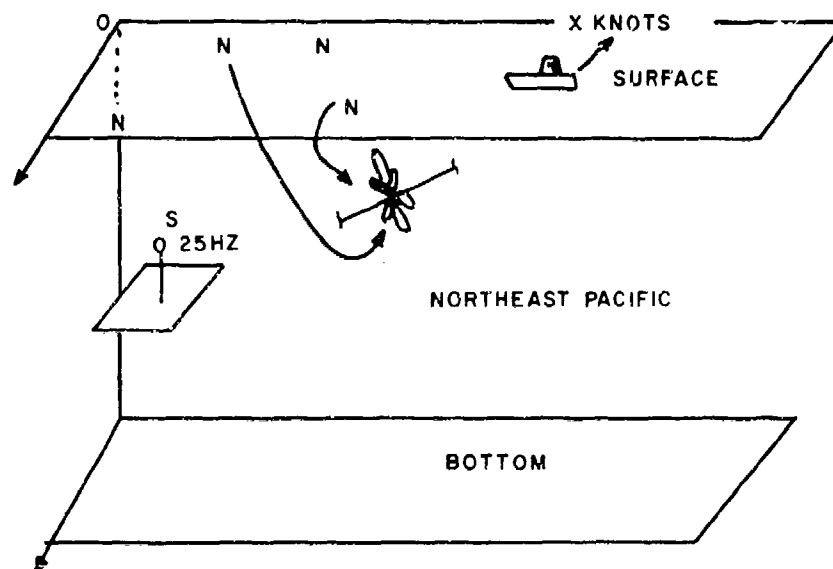 O
X KNOTS
N N
SURFACE
N
N
S
O 25HZ
NORTHEAST PACIFIC
BOTTOM